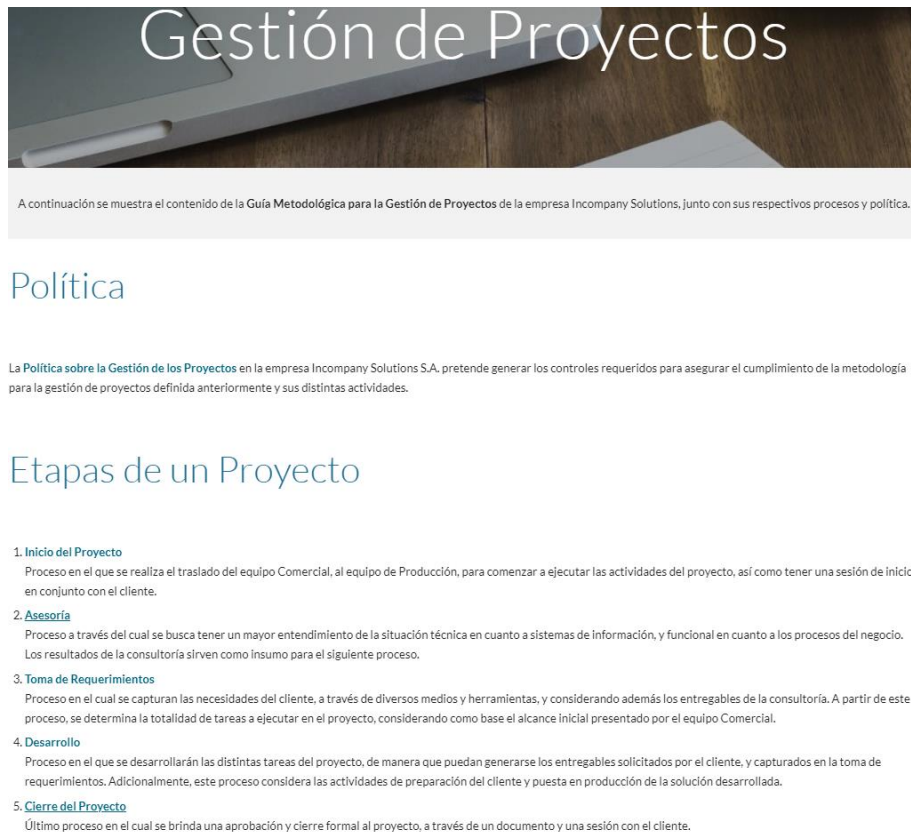 Gestión de Proyectos
A continuación se muestra el contenido de la Guía Metodológica para la Gestión de Proyectos de la empresa Incompany Solutions, junto con sus respectivos procesos y política.
Política
La Política sobre la Gestión de los Proyectos en la empresa Incompany Solutions S.A. pretende generar los controles requeridos para asegurar el cumplimiento de la metodología
para la gestión de proyectos definida anteriormente y sus distintas actividades.
Etapas de un Proyecto
1. Inicio del Proyecto
Proceso en el que se realiza el traslado del equipo Comercial, al equipo de Producción, para comenzar a ejecutar las actividades del proyecto, así como tener una sesión de inicio
en conjunto con el cliente.
2. Asesoría
Proceso a través del cual se busca tener un mayor entendimiento de la situación técnica en cuanto a sistemas de información, y funcional en cuanto a los procesos del negocio.
Los resultados de la consultoría sirven como insumo para el siguiente proceso.
3. Toma de Requerimientos
Proceso en el cual se capturan las necesidades del cliente, a través de diversos medios y herramientas, y considerando además los entregables de la consultoría. A partir de este
proceso, se determina la totalidad de tareas a ejecutar en el proyecto, considerando como base el alcance inicial presentado por el equipo Comercial.
4. Desarrollo
Proceso en el que se desarrollarán las distintas tareas del proyecto, de manera que puedan generarse los entregables solicitados por el cliente, y capturados en la toma de
requerimientos. Adicionalmente, este proceso considera las actividades de preparación del cliente y puesta en producción de la solución desarrollada.
5. Cierre del Proyecto
Último proceso en el cual se brinda una aprobación y cierre formal al proyecto, a través de un documento y una sesión con el cliente.